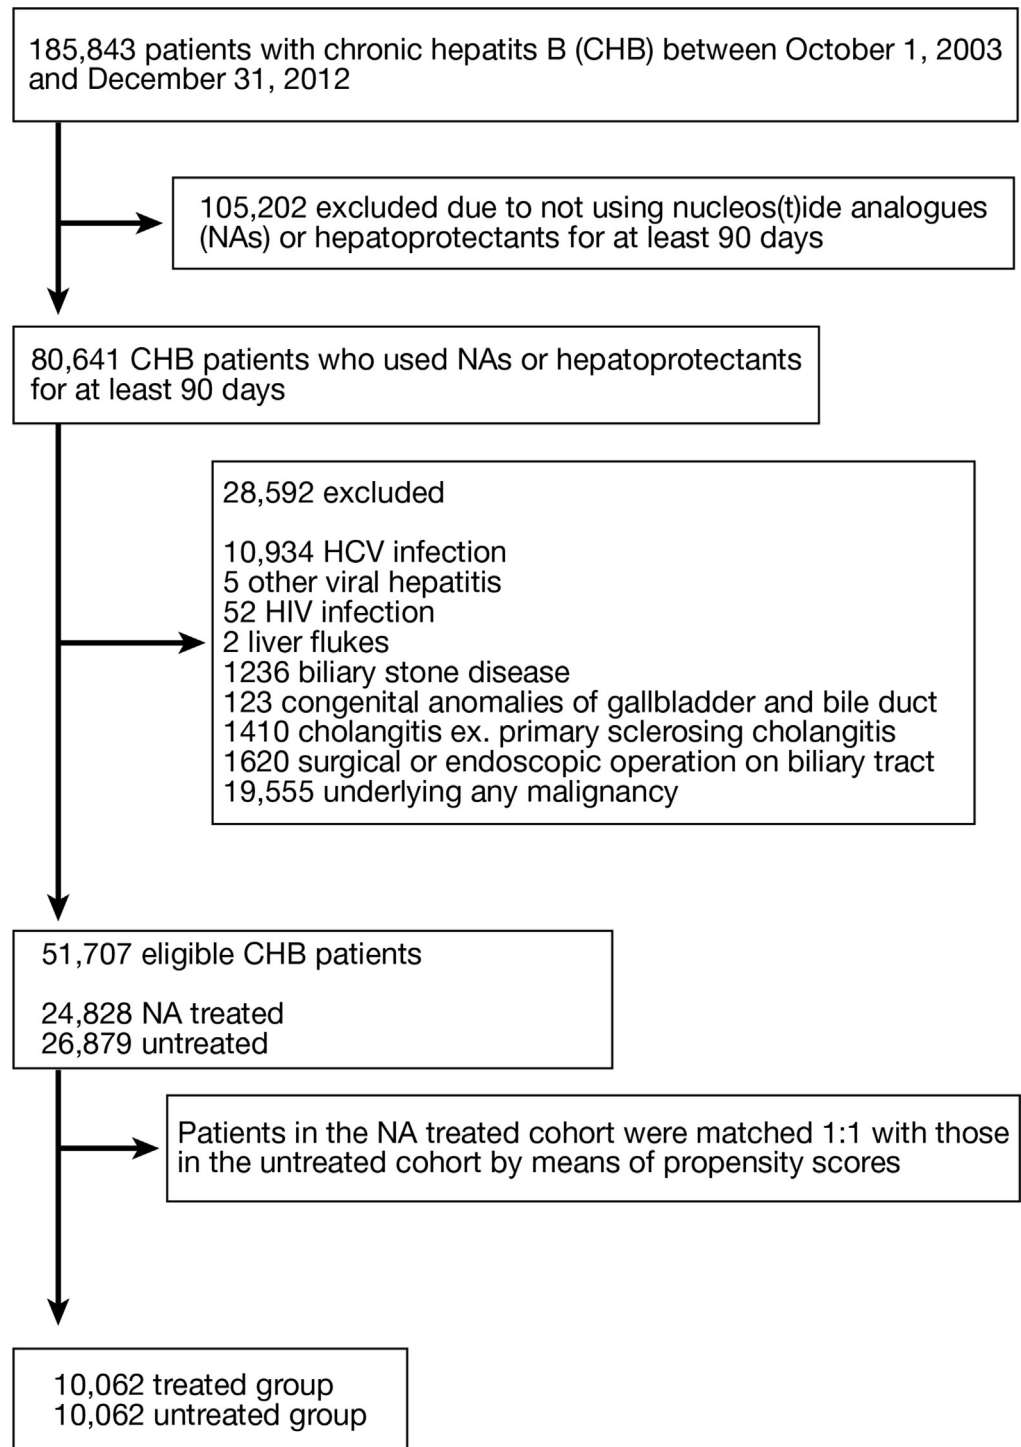 185,843 patients with chronic hepatits B (CHB) between October 1, 2003
and December 31, 2012
105,202 excluded due to not using nucleos(t)ide analogues
(NAs) or hepatoprotectants for at least 90 days
80,641 CHB patients who used NAs or hepatoprotectants
for at least 90 days
28,592 excluded
10,934 HCV infection
5 other viral hepatitis
52 HIV infection
2 liver flukes
1236 biliary stone disease
123 congenital anomalies of gallbladder and bile duct
1410 cholangitis ex. primary sclerosing cholangitis
1620 surgical or endoscopic operation on biliary tract
19,555 underlying any malignancy
51,707 eligible CHB patients
24,828 NA treated
26,879 untreated
Patients in the NA treated cohort were matched 1:1 with those
in the untreated cohort by means of propensity scores
10,062 treated group
10,062 untreated group